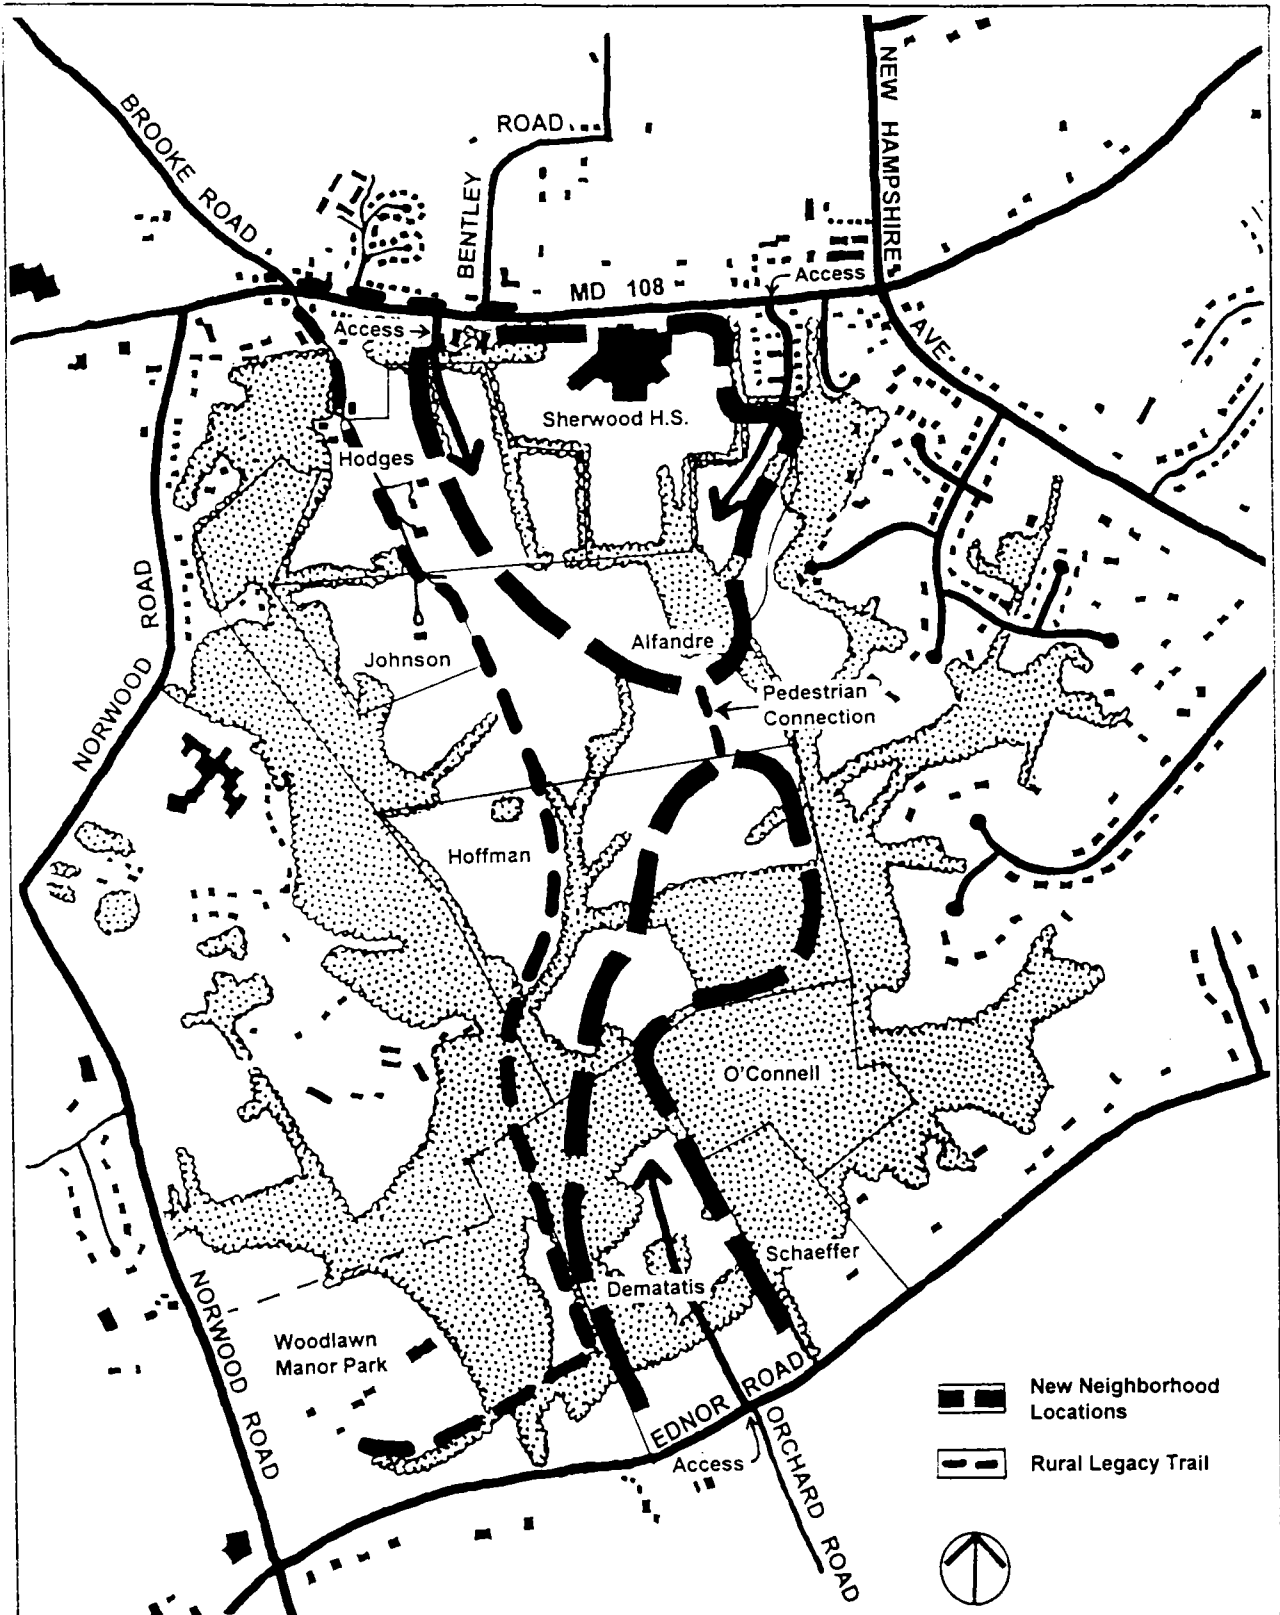 BROOKE ROAD
ROAD
BENTLEY
NEW HAMPSHIRE
AVE.
MD 108
Access
Access
Sherwood H.S.
Hodges
NORWOOD
ROAD
Alfandre
Johnson
Pedestrian
Connection
Hoffman
O'Connell
Schaeffer
Dematatis
Woodlawn
Manor Park
NORWOOD ROAD
EDNOR ROAD
Access
ORCHARD ROAD
New Neighborhood
Locations
Rural Legacy Trail